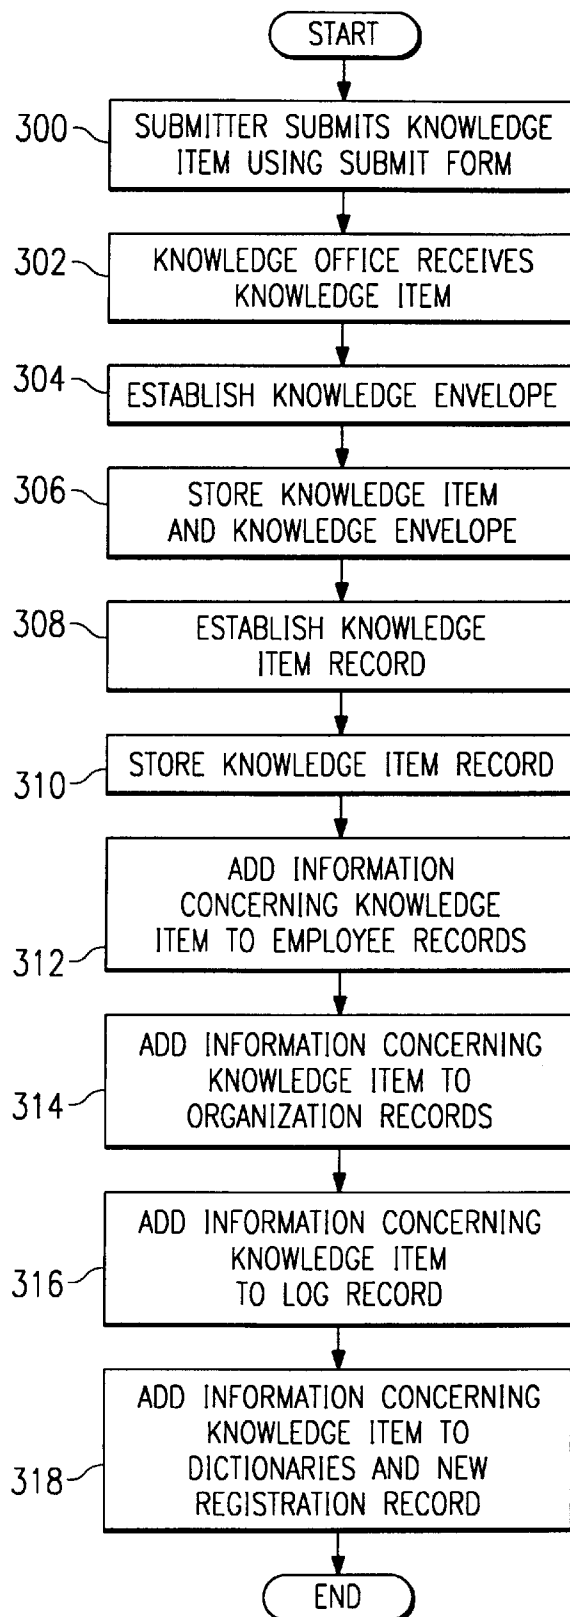 START
300
SUBMITTER SUBMITS KNOWLEDGE
ITEM USING SUBMIT FORM
302
KNOWLEDGE OFFICE RECEIVES
KNOWLEDGE ITEM
304
ESTABLISH KNOWLEDGE ENVELOPE
306
STORE KNOWLEDGE ITEM
AND KNOWLEDGE ENVELOPE
308
ESTABLISH KNOWLEDGE
ITEM RECORD
310
STORE KNOWLEDGE ITEM RECORD
312
ADD INFORMATION
CONCERNING KNOWLEDGE
ITEM TO EMPLOYEE RECORDS
314
ADD INFORMATION CONCERNING
KNOWLEDGE ITEM TO
ORGANIZATION RECORDS
316
ADD INFORMATION CONCERNING
KNOWLEDGE ITEM
TO LOG RECORD
318
ADD INFORMATION CONCERNING
KNOWLEDGE ITEM TO
DICTIONARIES AND NEW
REGISTRATION RECORD
END